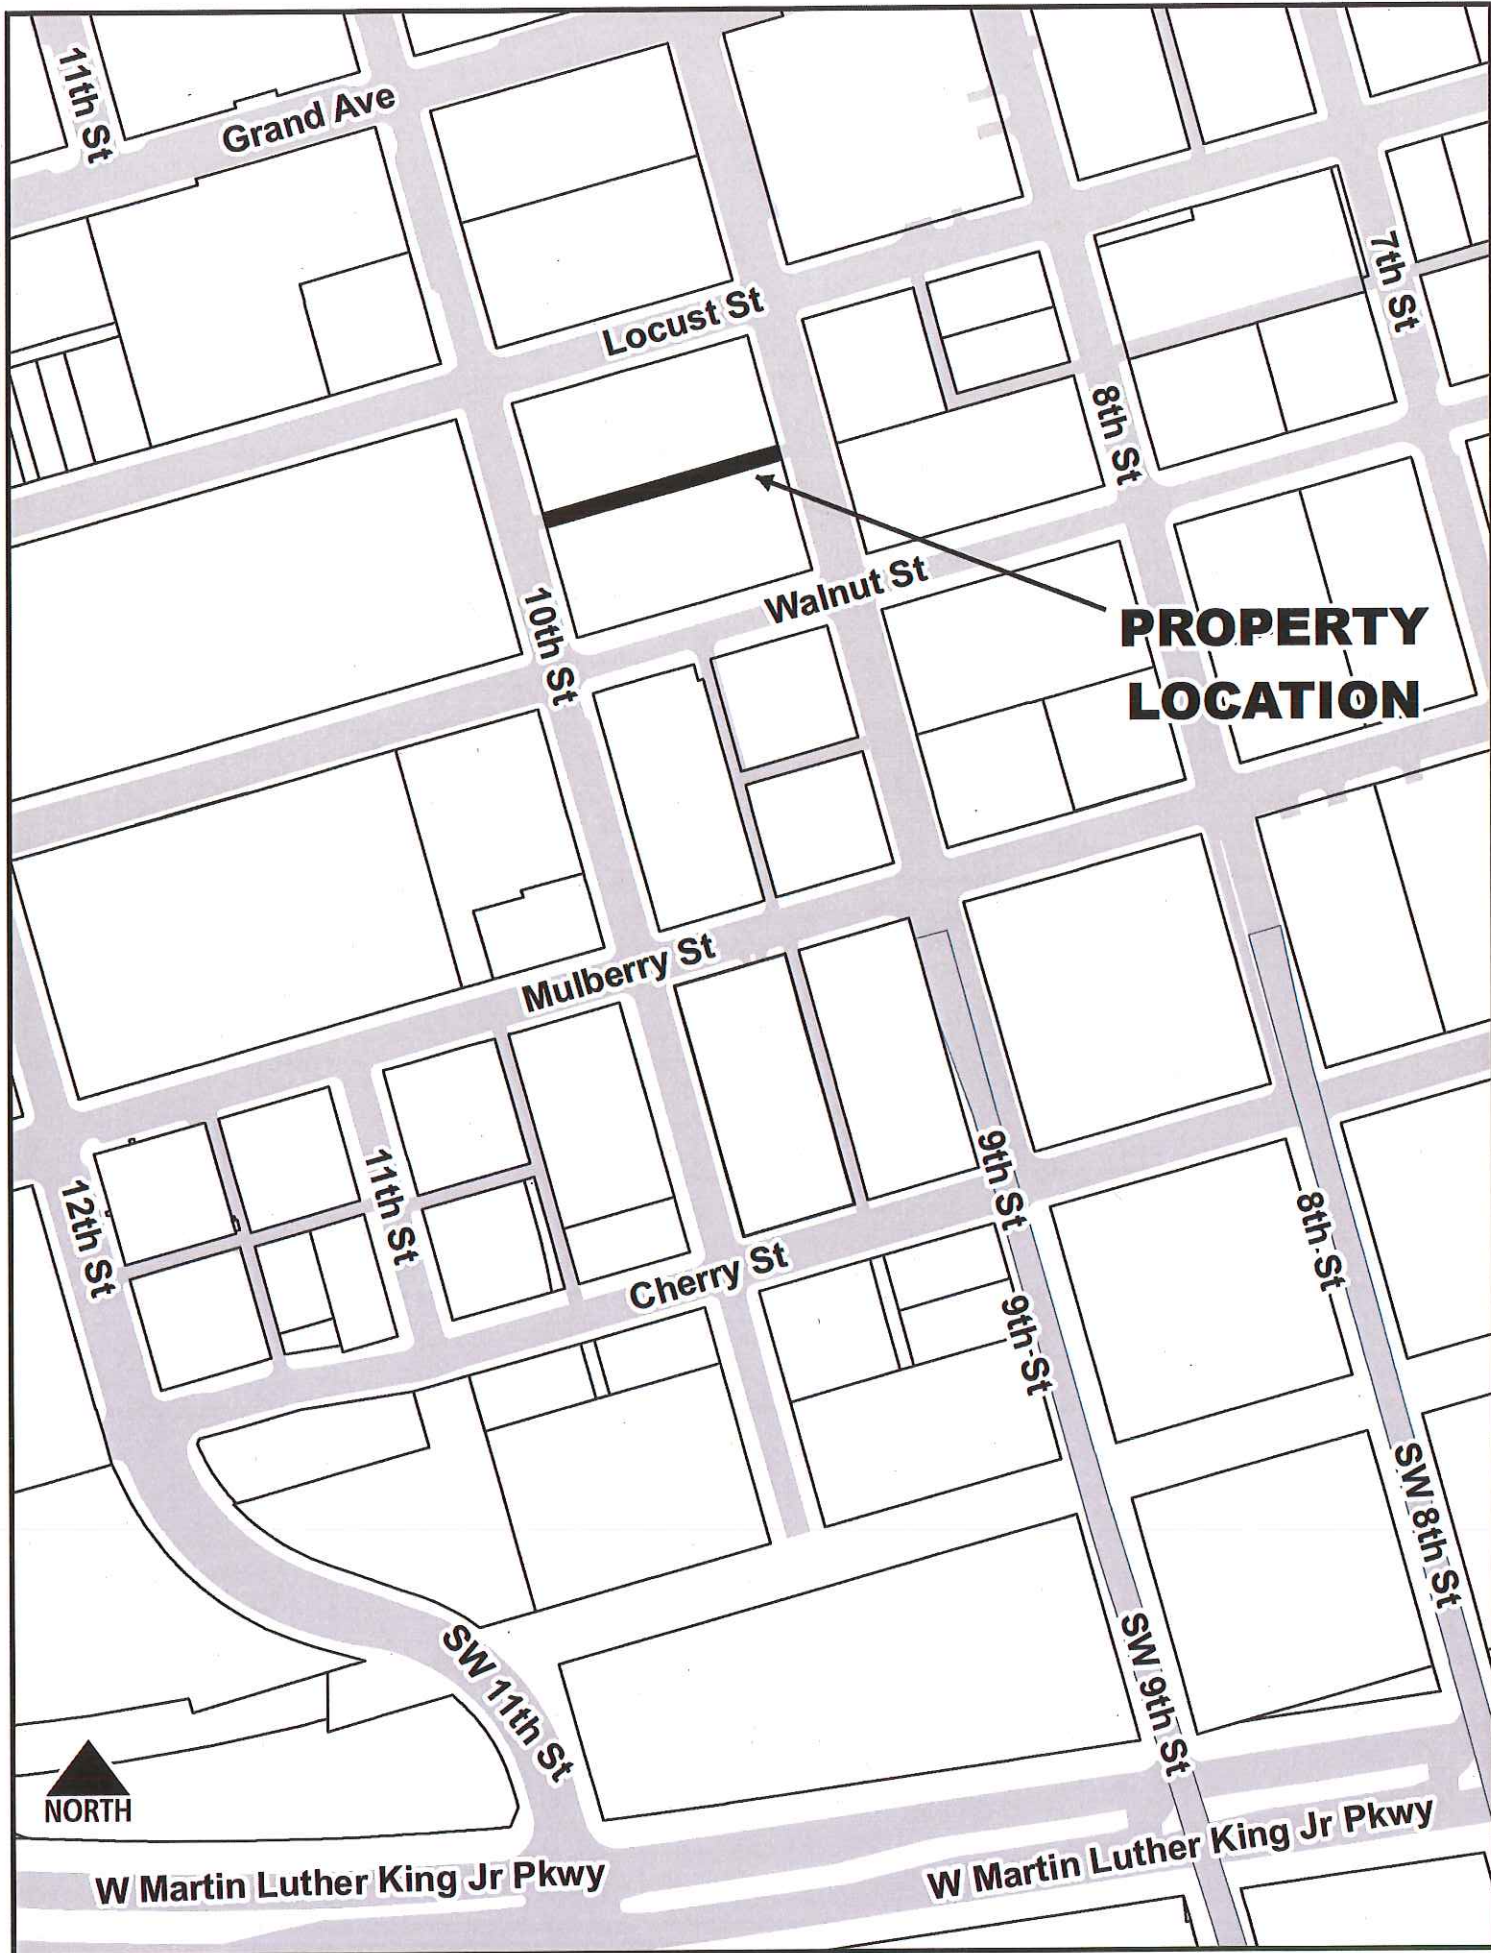 11th St
Grand Ave
7th St
Locust St
8th St
Walnut St
10th St
PROPERTY
LOCATION
Mulberry St
9th St
11th St
12th St
8th St
Cherry St
9th St
SW 8th St
SW 9th St
SW 11th St
NORTH
W Martin Luther King Jr Pkwy
W Martin Luther King Jr Pkwy